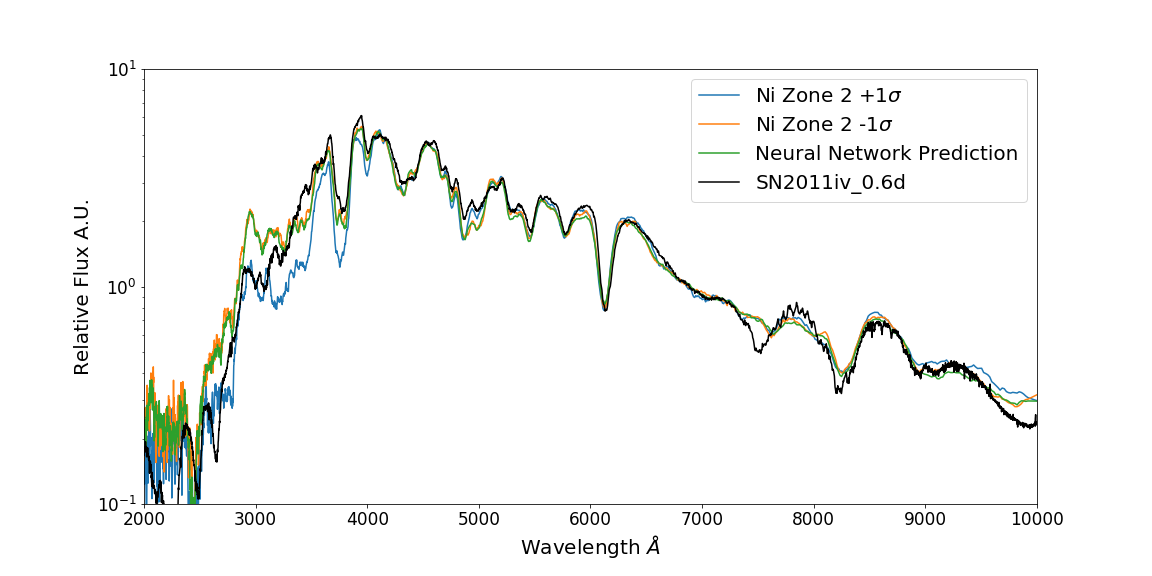 Ni Zone 2 +1σ
Ni Zone 2 -1σ
Neural Network Prediction
SN2011iv_0.6d
Relative Flux A.U.
10¹
10⁰
10⁻¹
2000 3000 4000 5000 6000 7000 8000 9000 10000
Wavelength Å